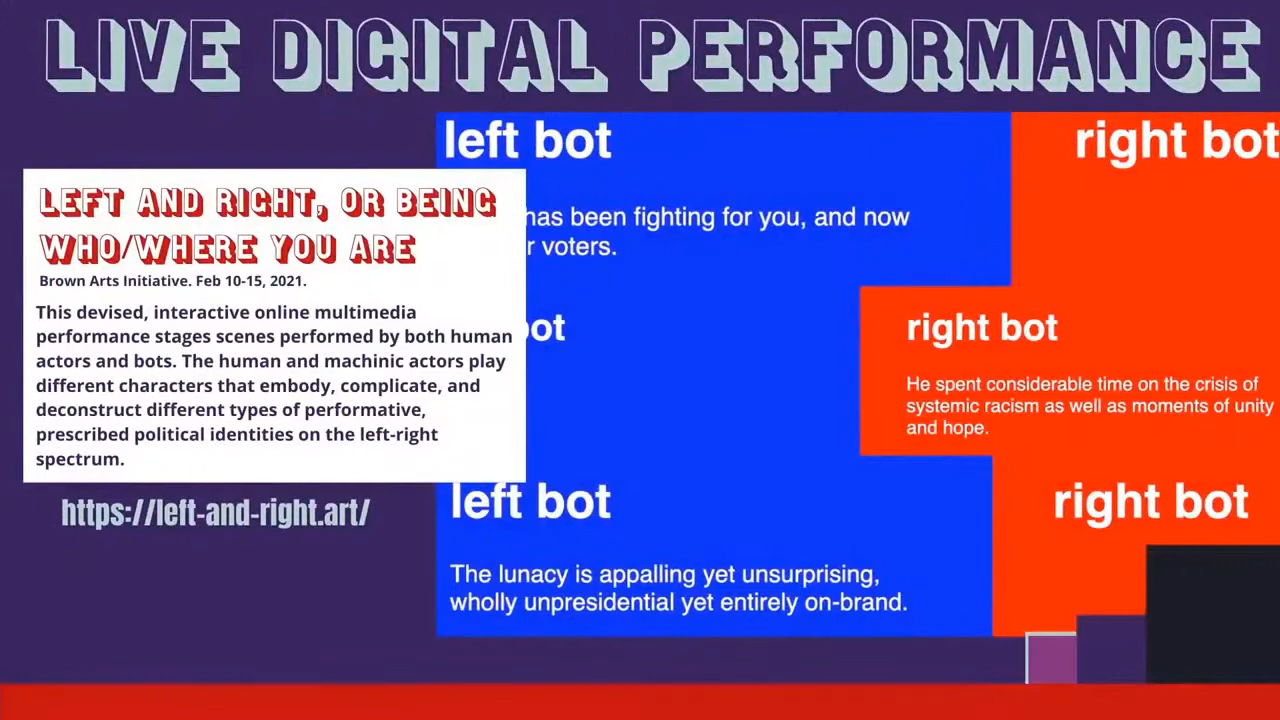 LIVE DIGITAL PERFORMANCE
left bot
right bot
LEFT AND RIGHT, OR BEING
WHO/WHERE YOU ARE
Brown Arts Initiative. Feb 10-15, 2021.
This devised, interactive online multimedia
performance stages scenes performed by both human
actors and bots. The human and machinic actors play
different characters that embody, complicate, and
deconstruct different types of performative,
prescribed political identities on the left-right
spectrum.
https://left-and-right.art/
has been fighting for you, and now
voters.
right bot
He spent considerable time on the crisis of
systemic racism as well as moments of unity
and hope.
left bot
The lunacy is appalling yet unsurprising,
wholly unpresidential yet entirely on-brand.
right bot